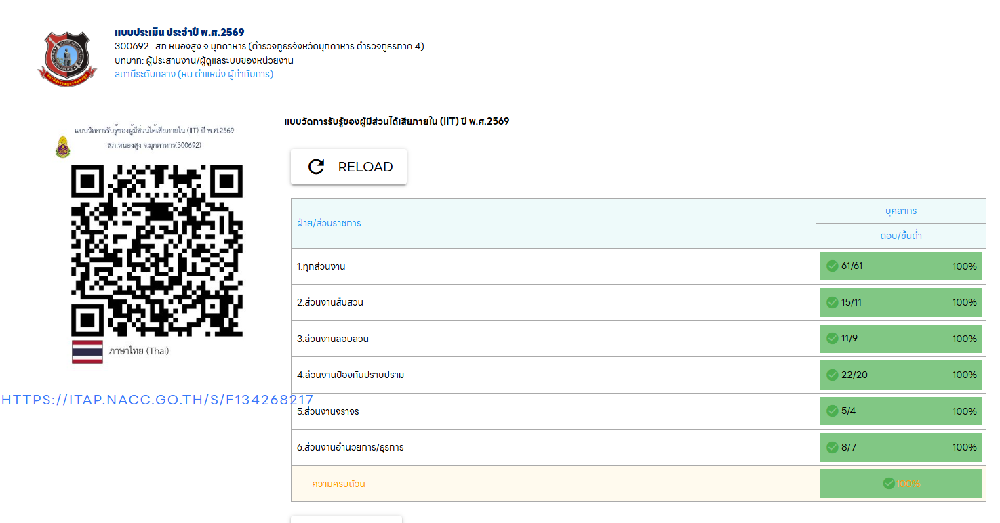 แบบประเมิน ประจำปี พ.ศ.2569
300692 : สภ.หนองสูง จ.มุกดาหาร (ตำรวจภูธรจังหวัดมุกดาหาร ตำรวจภูธรภาค 4)
บทบาท: ผู้ประสานงาน/ผู้ดูแลระบบของหน่วยงาน
สถานีระดับกลาง (หน.ตำแหน่ง ผู้กำกับการ)
แบบวัดการรับรู้ของผู้มีส่วนได้เสียภายใน (IIT) ปี พ.ศ.2569
สภ.หนองสูง จ.มุกดาหาร(300692)
ภาษาไทย (Thai)
HTTPS://ITAP.NACC.GO.TH/S/F134268217
แบบวัดการรับรู้ของผู้มีส่วนได้เสียภายใน (IIT) ปี พ.ศ.2569
RELOAD
ฝ่าย/ส่วนราชการ
บุคลากร
ตอบ/ขั้นต่ำ
1.ทุกส่วนงาน 61/61 100%
2.ส่วนงานสืบสวน 15/11 100%
3.ส่วนงานสอบสวน 11/9 100%
4.ส่วนงานป้องกันปราบปราม 22/20 100%
5.ส่วนงานจราจร 5/4 100%
6.ส่วนงานอำนวยการ/ธุรการ 8/7 100%
ความครบถ้วน 100%